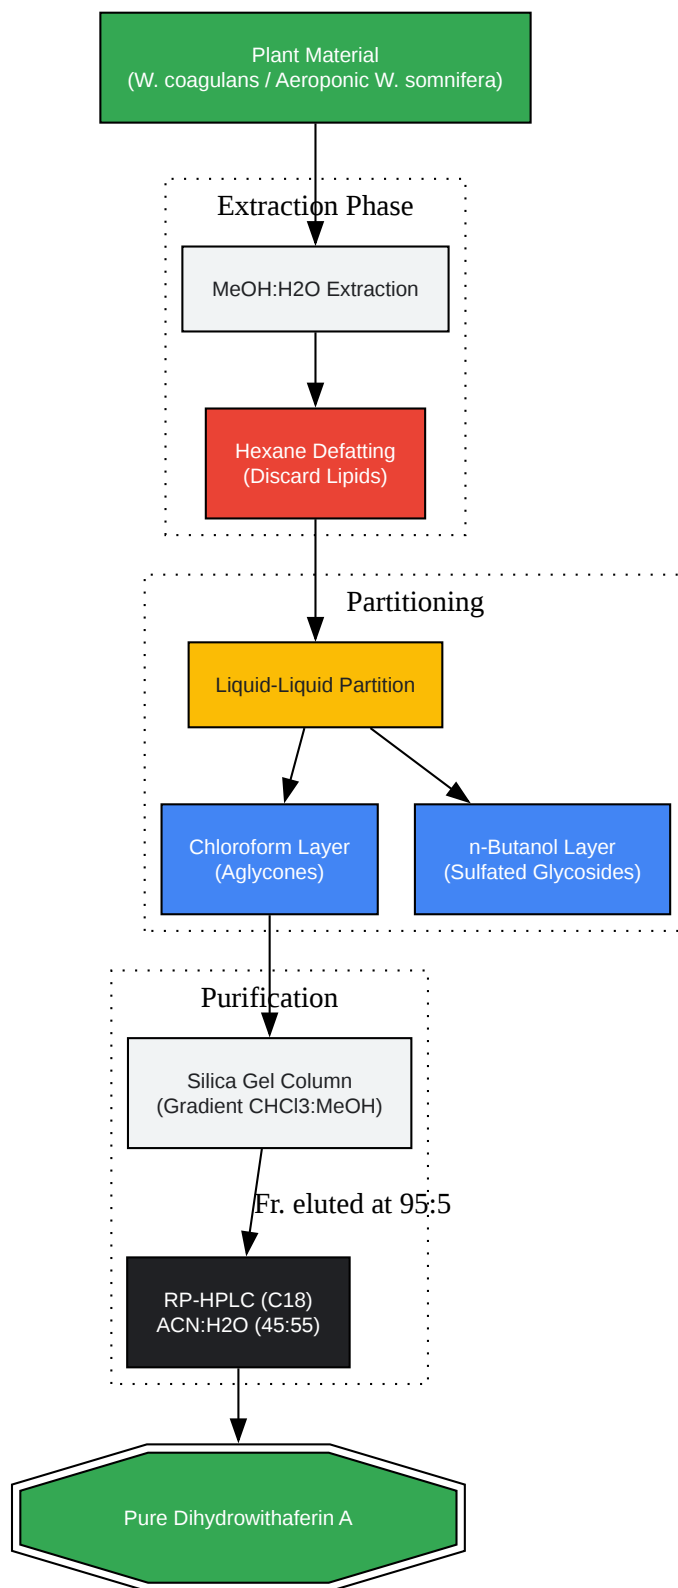 Plant Material
(W. coagulans / Aeroponic W. somnifera)
Extraction Phase
MeOH:H2O Extraction
Hexane Defatting
(Discard Lipids)
Partitioning
Liquid-Liquid Partition
Chloroform Layer
(Aglycones)
n-Butanol Layer
(Sulfated Glycosides)
Purification
Silica Gel Column
(Gradient CHCl3:MeOH)
Fr. eluted at 95:5
RP-HPLC (C18)
ACN:H2O (45:55)
Pure Dihydrowithaferin A